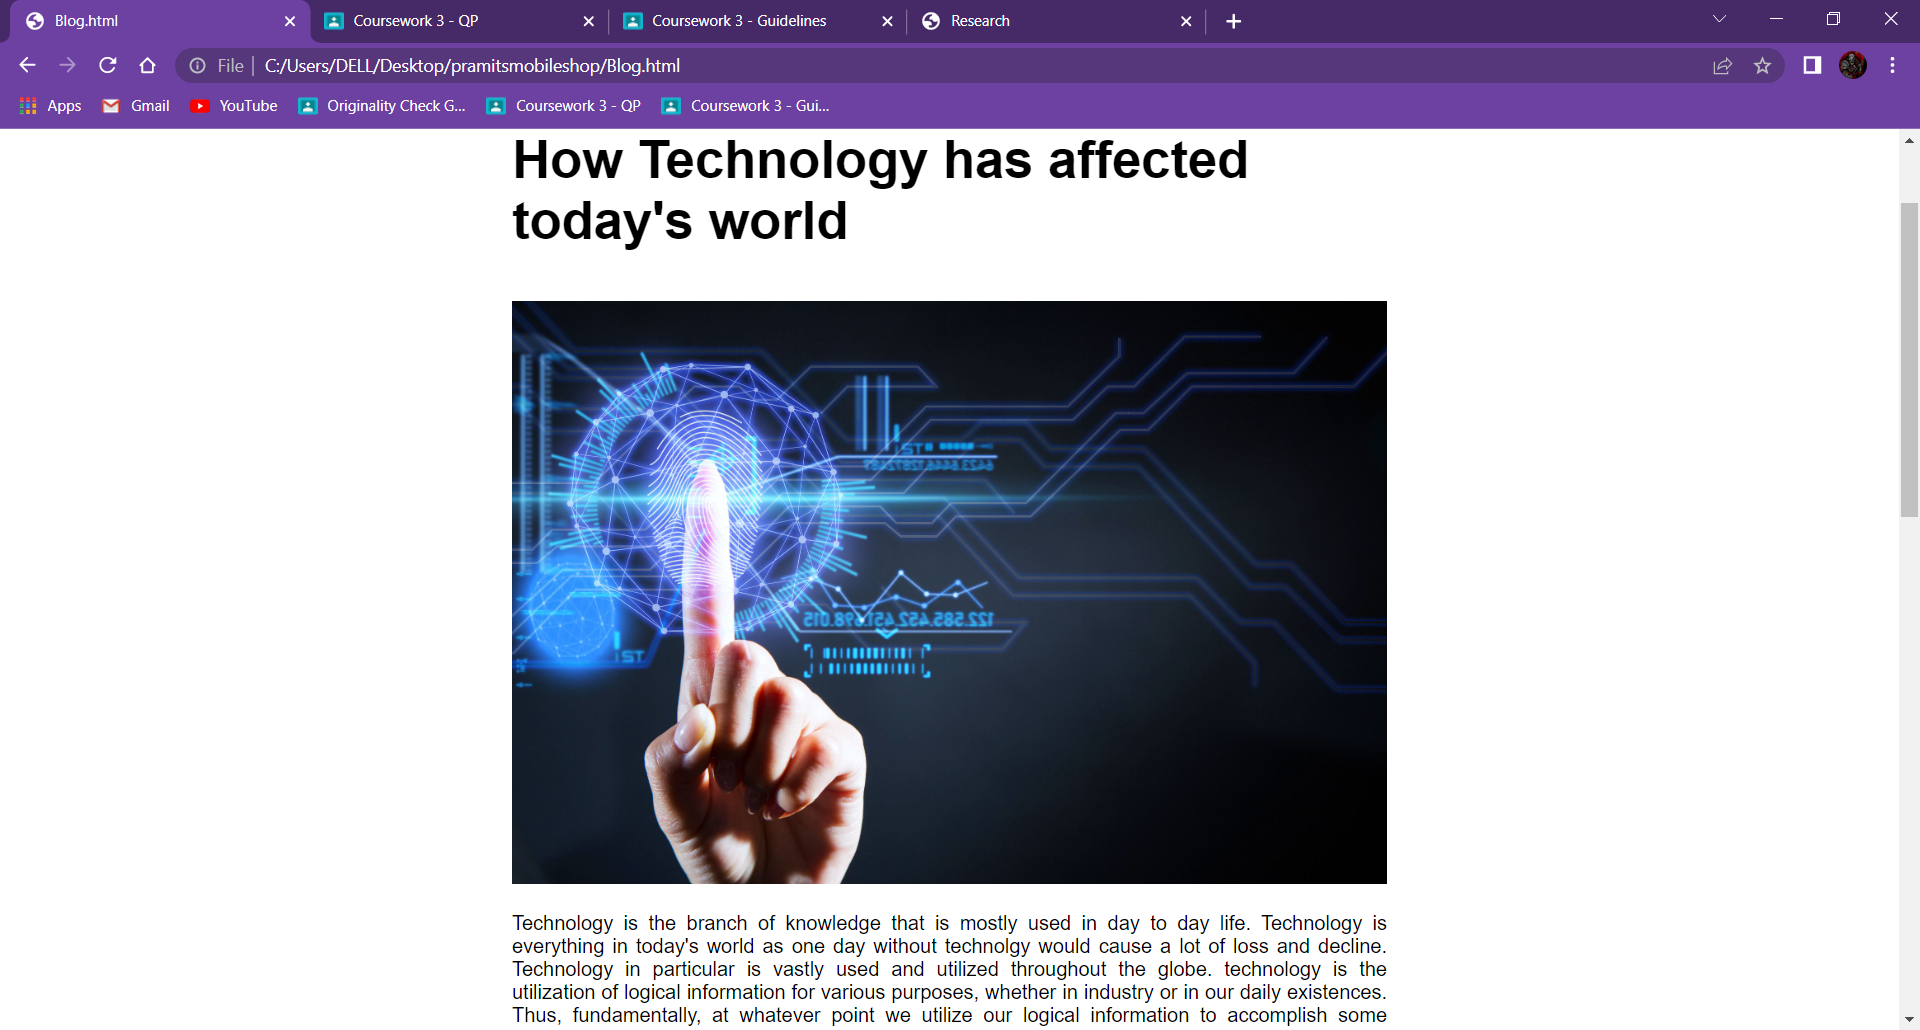 Blog.html
Coursework 3 - QP
Coursework 3 - Guidelines
Research
File
C:/Users/DELL/Desktop/pramitsmobileshop/Blog.html
Apps
Gmail
YouTube
Originality Check G...
Coursework 3 - QP
Coursework 3 - Gui...
How Technology has affected
today's world
Technology is the branch of knowledge that is mostly used in day to day life. Technology is
everything in today's world as one day without technolgy would cause a lot of loss and decline.
Technology in particular is vastly used and utilized throughout the globe. technology is the
utilization of logical information for various purposes, whether in industry or in our daily existences.
Thus, fundamentally, at whatever point we utilize our logical information to accomplish some